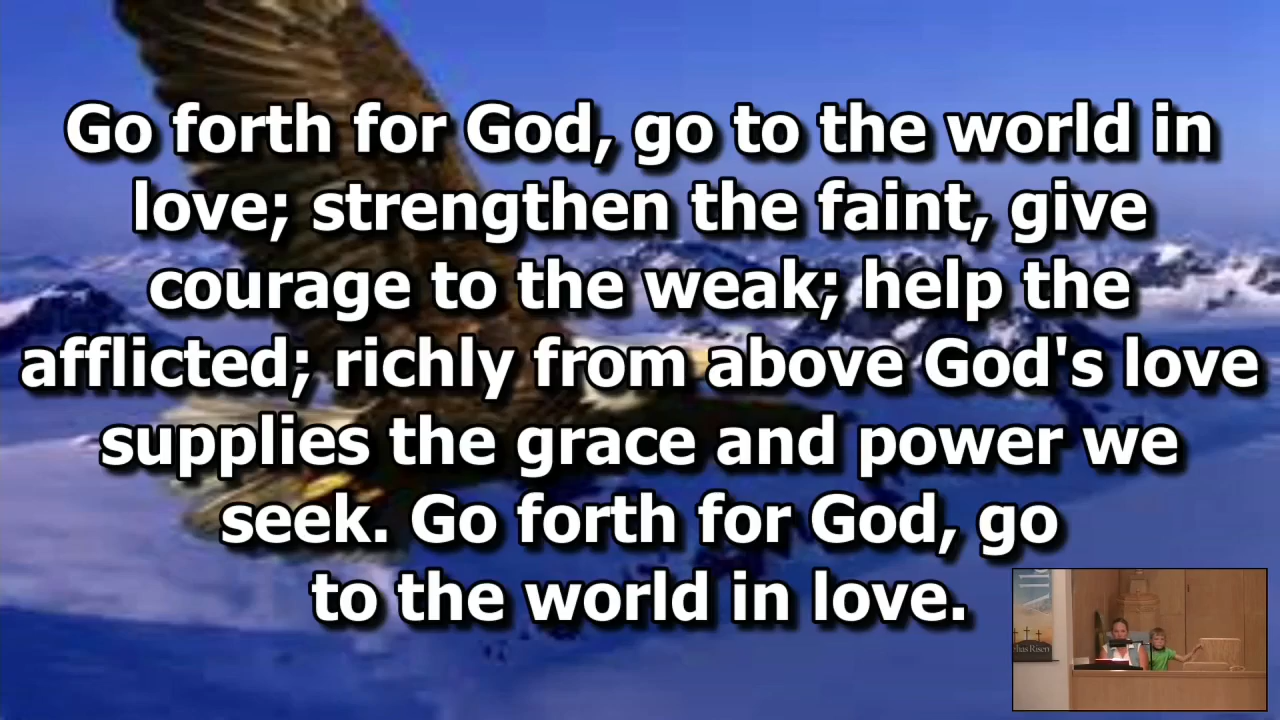 Go forth for God, go to the world in
love; strengthen the faint, give
courage to the weak; help the
afflicted; richly from above God's love
supplies the grace and power we
seek. Go forth for God, go
to the world in love.
Risen